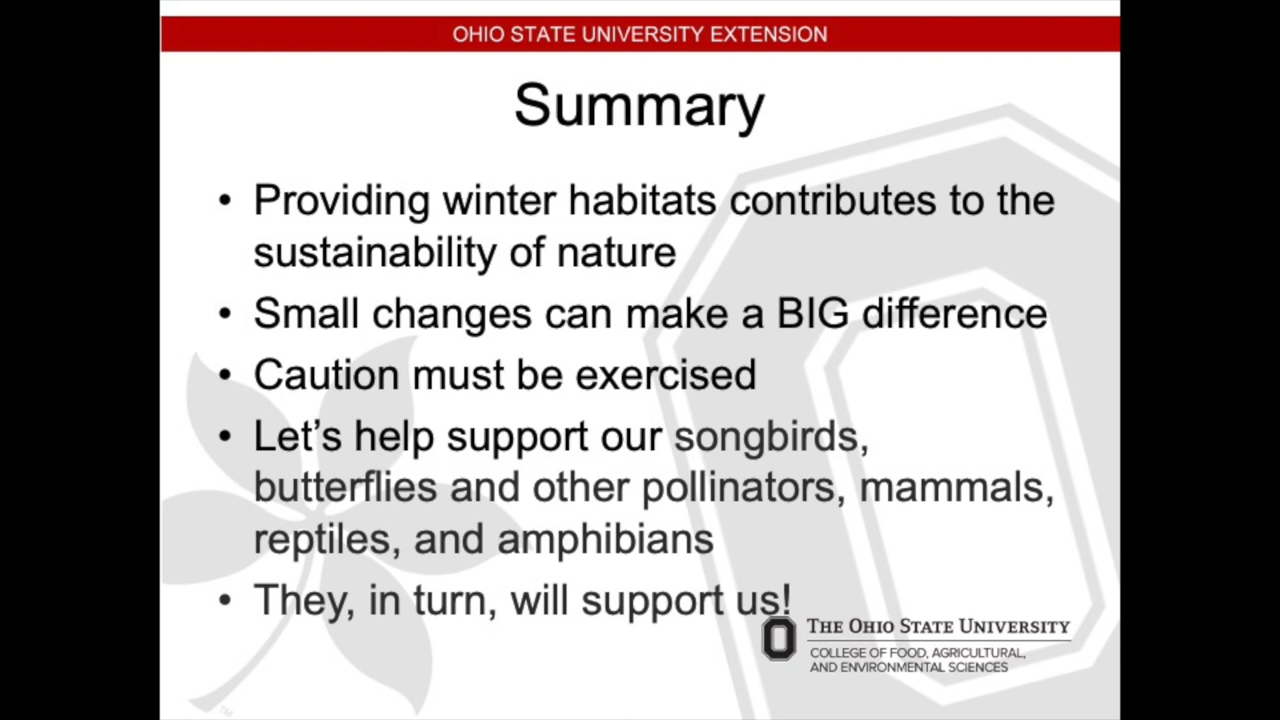 OHIO STATE UNIVERSITY EXTENSION
Summary
• Providing winter habitats contributes to the
sustainability of nature
• Small changes can make a BIG difference
• Caution must be exercised
• Let’s help support our songbirds,
butterflies and other pollinators, mammals,
reptiles, and amphibians
• They, in turn, will support us!
THE OHIO STATE UNIVERSITY
COLLEGE OF FOOD, AGRICULTURAL,
AND ENVIRONMENTAL SCIENCES
TM